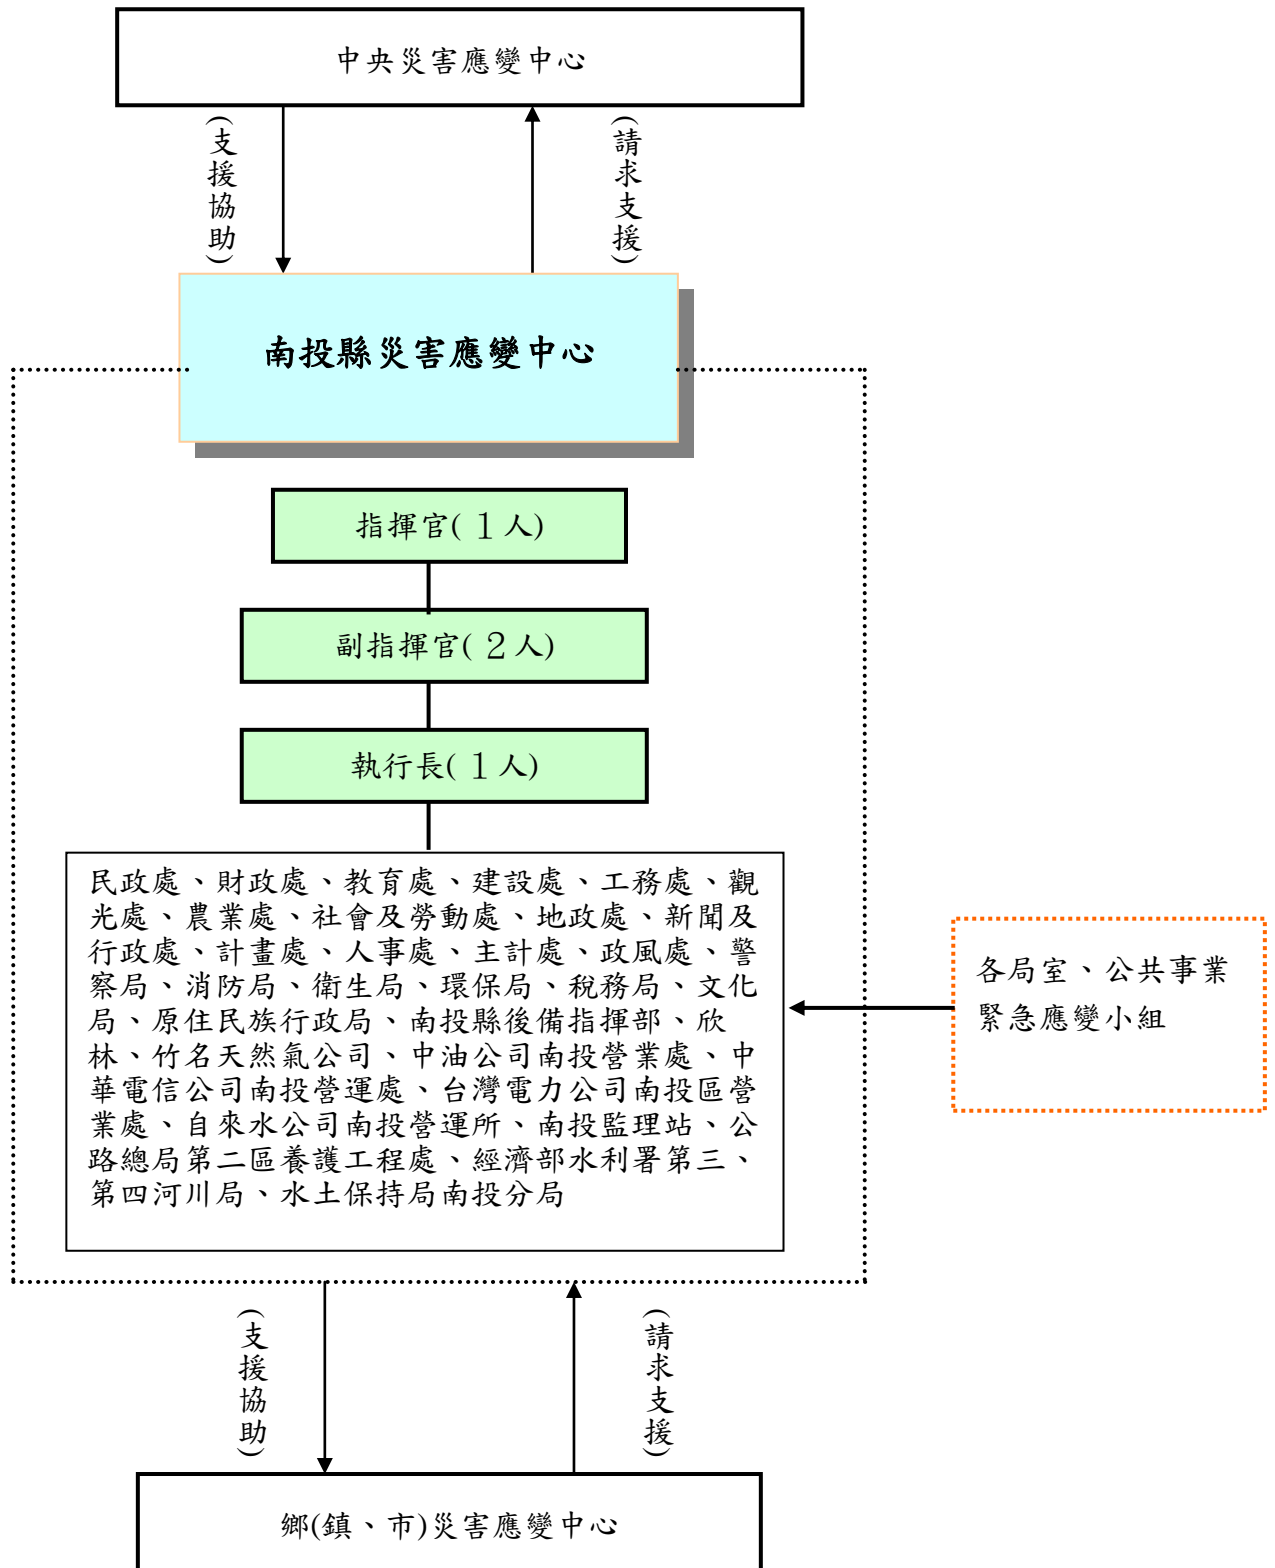 中央災害應變中心
(支援協助)
(請求支援)
南投縣災害應變中心
指揮官(１人)
副指揮官(２人)
執行長(１人)
民政處、財政處、教育處、建設處、工務處、觀
光處、農業處、社會及勞動處、地政處、新聞及
行政處、計畫處、人事處、主計處、政風處、警
察局、消防局、衛生局、環保局、稅務局、文化
局、原住民族行政局、南投縣後備指揮部、欣
林、竹名天然氣公司、中油公司南投營業處、中
華電信公司南投營運處、台灣電力公司南投區營
業處、自來水公司南投營運所、南投監理站、公
路總局第二區養護工程處、經濟部水利署第三、
第四河川局、水土保持局南投分局
各局室、公共事業
緊急應變小組
(支援協助)
(請求支援)
鄉(鎮、市)災害應變中心